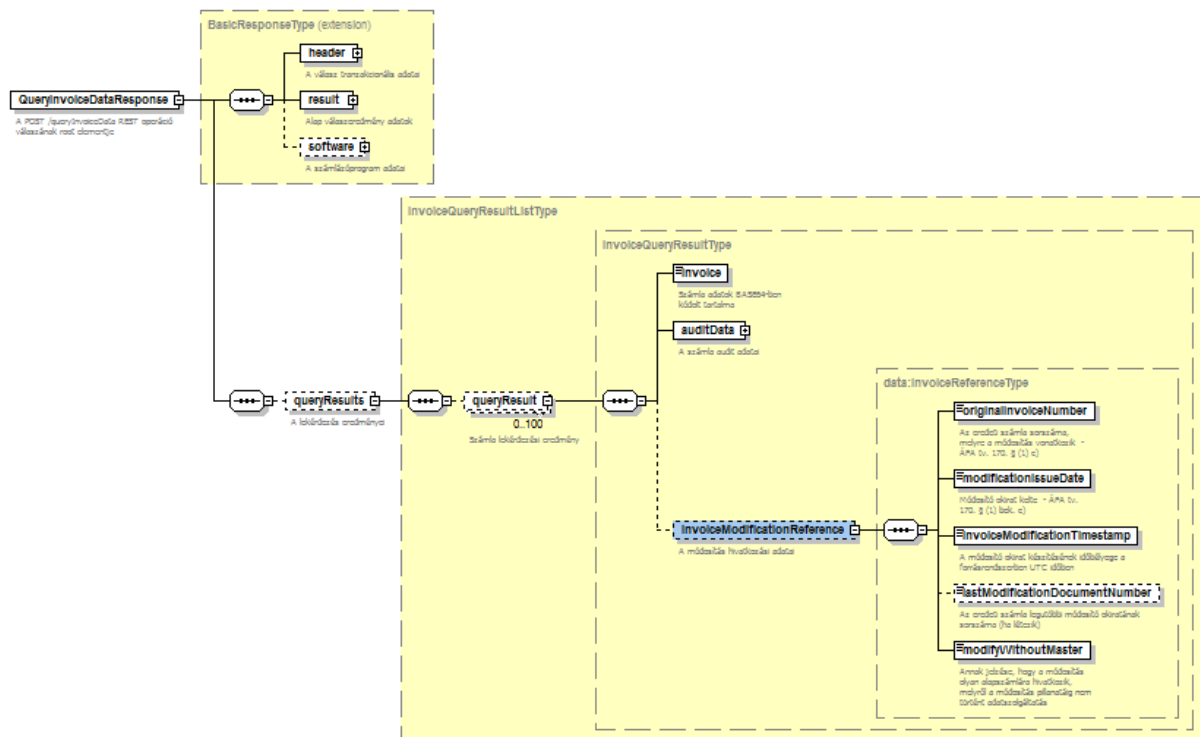 BasicResponseType (extension)
header
A válasz tranzakcionális adatai
QueryInvoiceDataResponse
A POST /queryInvoiceData REST operáció
válaszának root elementje
result
Alap válaszeredmény adatok
software
A számlázóprogram adatai
InvoiceQueryResultListType
InvoiceQueryResultType
invoice
Számla adatok BASE64-ben
kódolt tartalma
auditData
A számla audit adatai
queryResults
A lekérdezés eredményei
queryResult
0..100
Számla lekérdezési eredmény
data:InvoiceReferenceType
originalInvoiceNumber
Az eredeti számla sorszáma,
melyre a módosítás vonatkozik -
ÁFA tv. 170. § (1) c)
modificationIssueDate
Módosító okirat kelte - ÁFA tv.
170. § (1) bek. a)
invoiceModificationReference
A módosítás hivatkozási adatai
invoiceModificationTimestamp
A módosító okirat készítésének időbélyege a
forrásrendszerben UTC időben
lastModificationDocumentNumber
Az eredeti számla legutóbbi módosító okiratának
sorszáma (ha létezik)
modifyWithoutMaster
Annak jelzése, hogy a módosítás
olyan alapszámlára hivatkozik,
melyről a módosítás pillanatáig nem
történt adatszolgáltatás